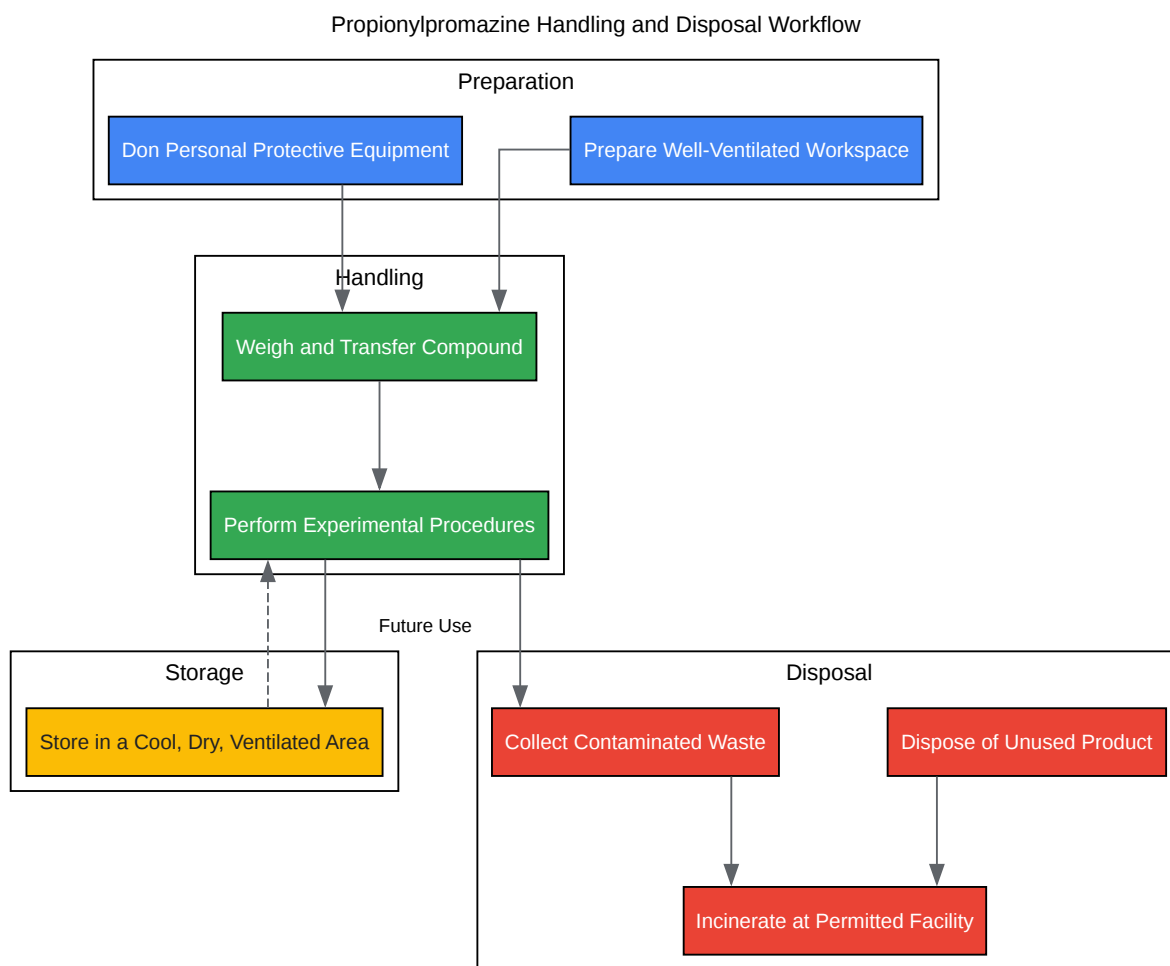 Propionylpromazine Handling and Disposal Workflow
Preparation
Don Personal Protective Equipment
Prepare Well-Ventilated Workspace
Handling
Weigh and Transfer Compound
Perform Experimental Procedures
Future Use
Storage
Disposal
Store in a Cool, Dry, Ventilated Area
Collect Contaminated Waste
Dispose of Unused Product
Incinerate at Permitted Facility